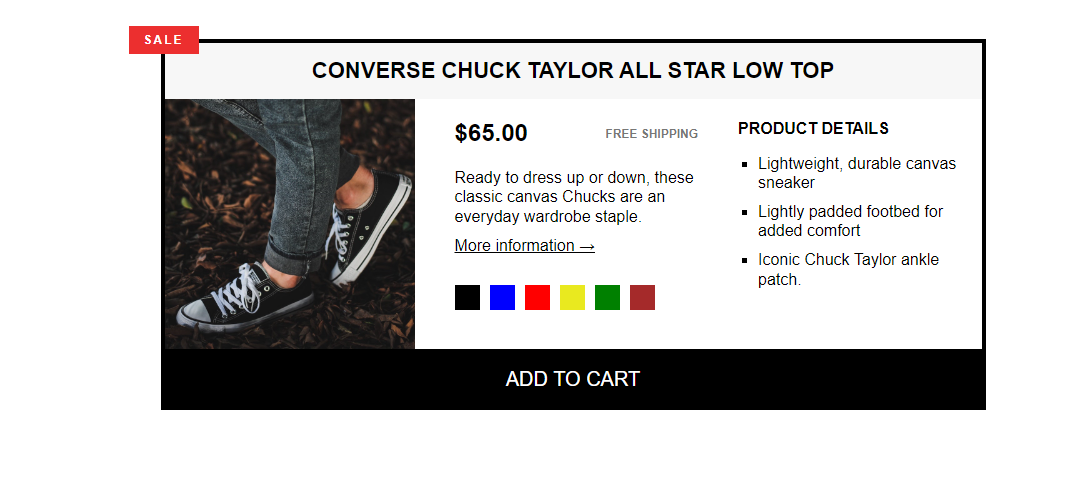 SALE
CONVERSE CHUCK TAYLOR ALL STAR LOW TOP
$65.00
FREE SHIPPING
Ready to dress up or down, these
classic canvas Chucks are an
everyday wardrobe staple.
More information →
PRODUCT DETAILS
Lightweight, durable canvas
sneaker
Lightly padded footbed for
added comfort
Iconic Chuck Taylor ankle
patch.
ADD TO CART